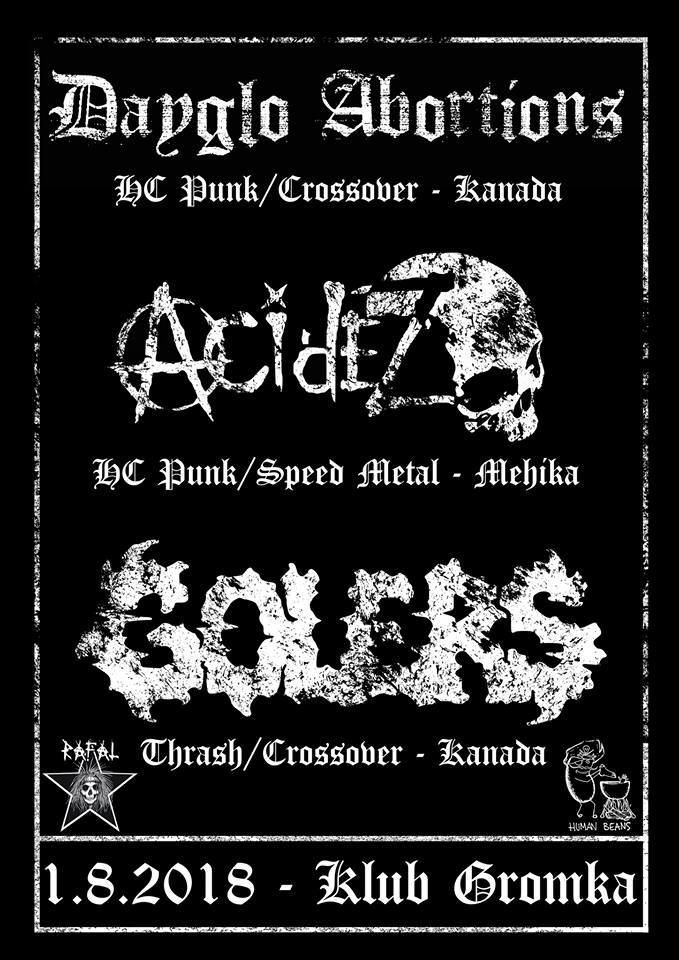 Dayglo Abortions
HC Punk/Crossover - Kanada
AcidEZ
HC Punk/Speed Metal - Mehika
GOLERS
RAFAL
Thrash/Crossover - Kanada
HUMAN BEANS
1.8.2018 - Klub Gromka